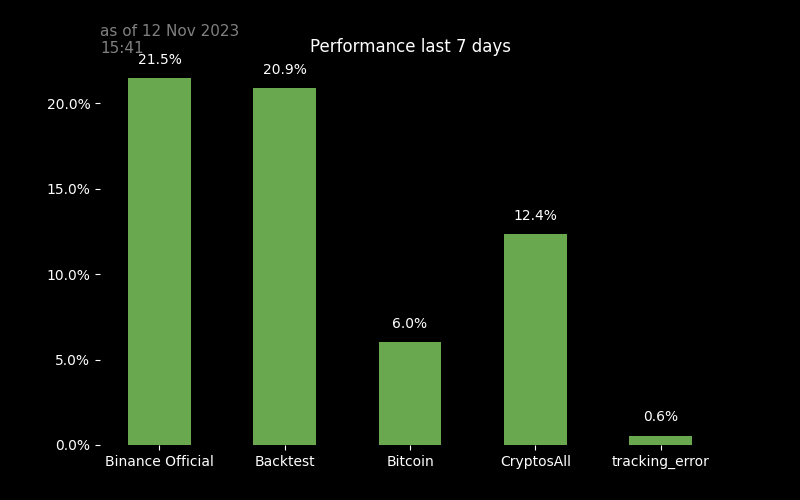 as of 12 Nov 2023
15:41
Performance last 7 days
21.5%
20.9%
6.0%
12.4%
0.6%
20.0%
15.0%
10.0%
5.0%
0.0%
Binance Official
Backtest
Bitcoin
CryptosAll
tracking_error